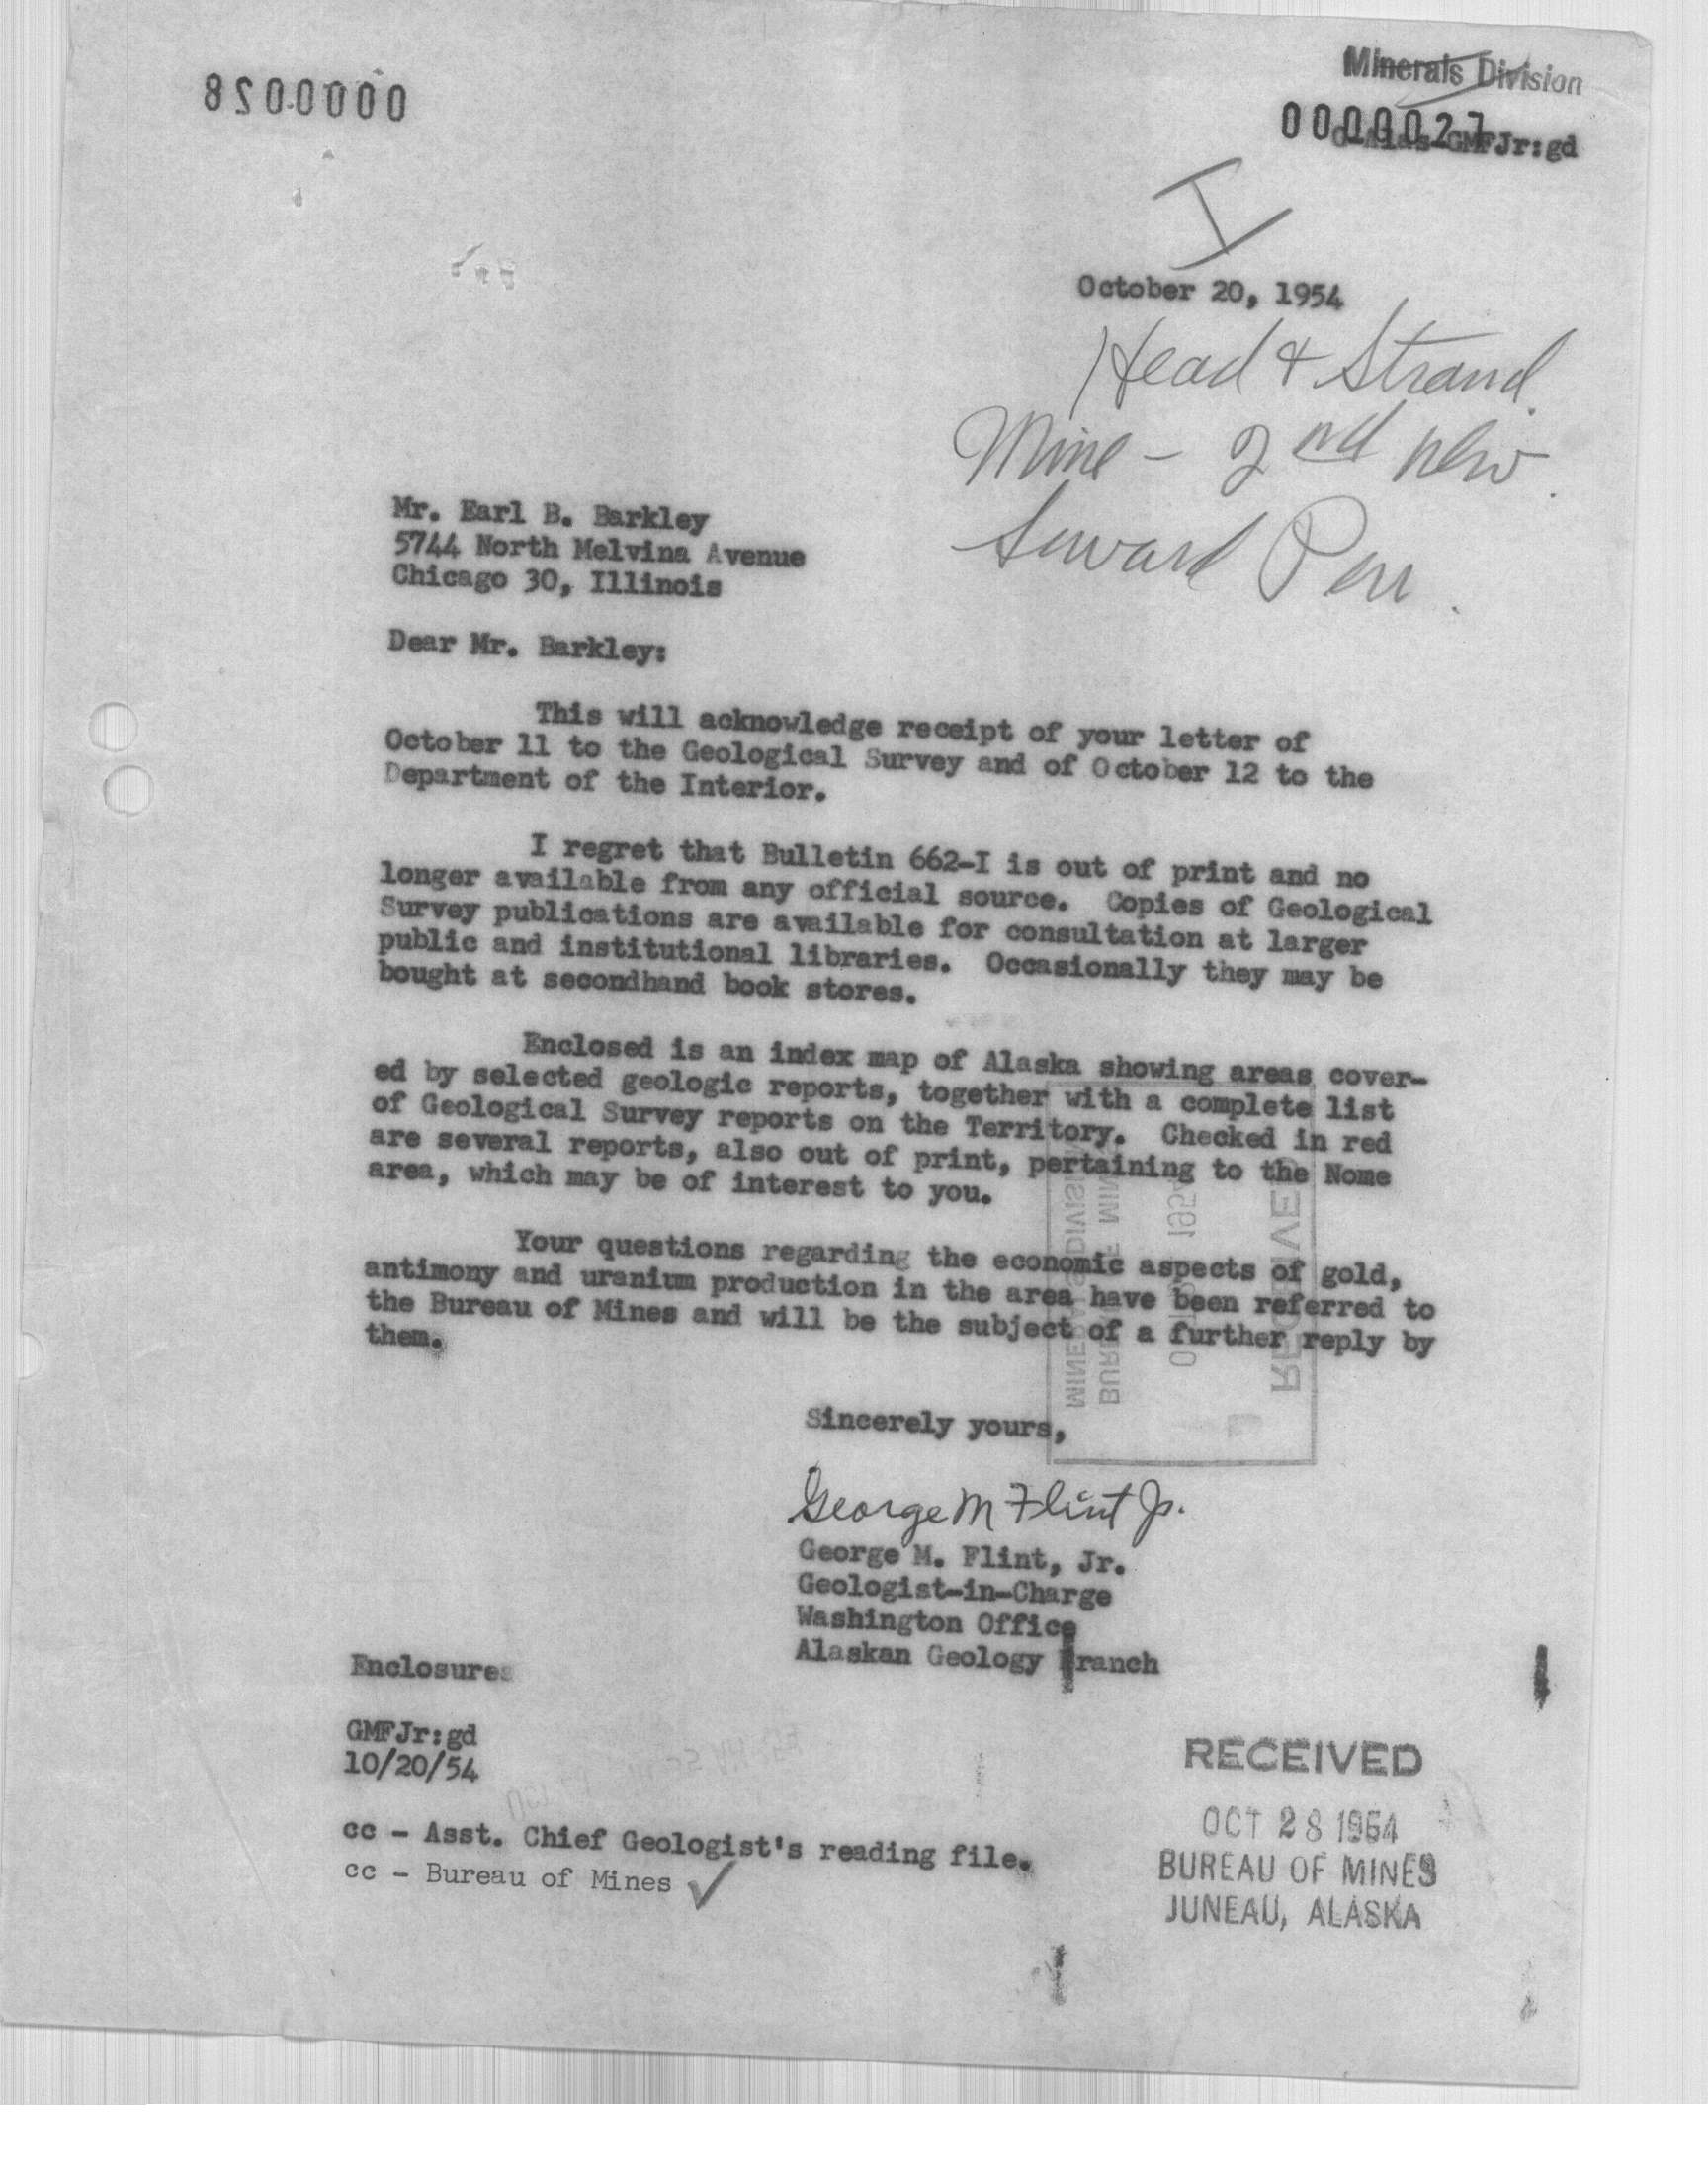 Minerals Division
0000027
GMFJr:gd
October 20, 1954
Head & Strand
Mine - 2nd new
Seward Pen.
Mr. Earl B. Barkley
5744 North Melvina Avenue
Chicago 30, Illinois
Dear Mr. Barkley:
This will acknowledge receipt of your letter of
October 11 to the Geological Survey and of October 12 to the
Department of the Interior.
I regret that Bulletin 662-I is out of print and no
longer available from any official source. Copies of Geological
Survey publications are available for consultation at larger
public and institutional libraries. Occasionally they may be
bought at secondhand book stores.
Enclosed is an index map of Alaska showing areas cover-
ed by selected geologic reports, together with a complete list
of Geological Survey reports on the Territory. Checked in red
are several reports, also out of print, pertaining to the Nome
area, which may be of interest to you.
Your questions regarding the economic aspects of gold,
antimony and uranium production in the area have been referred to
the Bureau of Mines and will be the subject of a further reply by
them.
Sincerely yours,
George M Flint Jr.
George M. Flint, Jr.
Geologist-in-Charge
Washington Office
Alaskan Geology Branch
Enclosures
GMFJr:gd
10/20/54
cc - Asst. Chief Geologist's reading file.
cc - Bureau of Mines
RECEIVED
OCT 28 1954
BUREAU OF MINES
JUNEAU, ALASKA